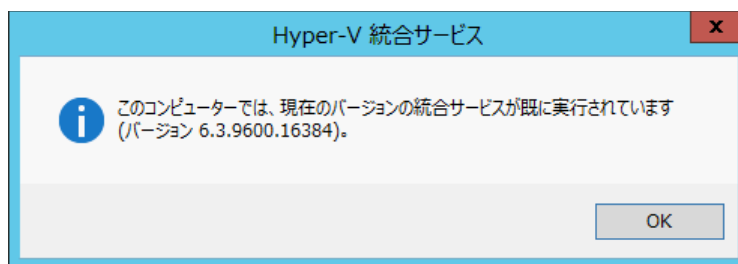 Hyper-V 統合サービス
x
このコンピューターでは、現在のバージョンの統合サービスが既に実行されています
(バージョン 6.3.9600.16384)。
OK